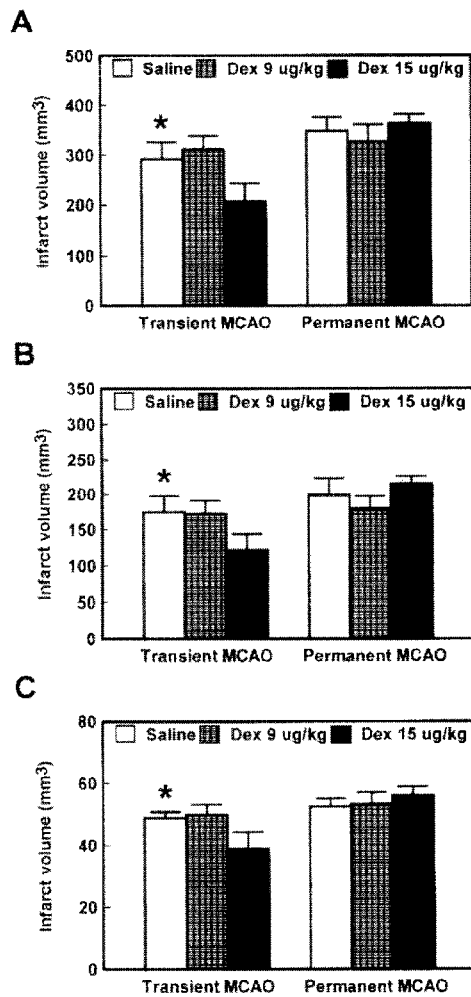 A
500
Saline Dex 9 ug/kg Dex 15 ug/kg
400
*
300
200
100
0
Infarct volume (mm3)
Transient MCAO Permanent MCAO
B
350
Saline Dex 9 ug/kg Dex 15 ug/kg
300
250
*
200
150
100
50
0
Infarct volume (mm3)
Transient MCAO Permanent MCAO
C
80
Saline Dex 9 ug/kg Dex 15 ug/kg
60
*
40
20
0
Infarct volume (mm3)
Transient MCAO Permanent MCAO